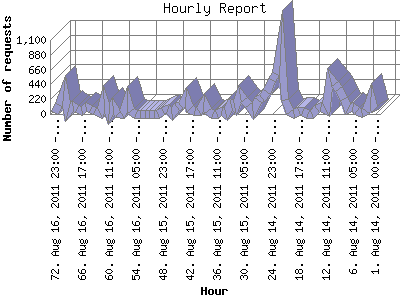 Hourly Report
Number of requests
1,100
880
660
440
220
0
72. Aug 16, 2011 23:00 -...
66. Aug 16, 2011 17:00 -...
60. Aug 16, 2011 11:00 -...
54. Aug 16, 2011 05:00 -...
48. Aug 15, 2011 23:00 -...
42. Aug 15, 2011 17:00 -...
36. Aug 15, 2011 11:00 -...
30. Aug 15, 2011 05:00 -...
24. Aug 14, 2011 23:00 -...
18. Aug 14, 2011 17:00 -...
12. Aug 14, 2011 11:00 -...
6. Aug 14, 2011 05:00 -...
1. Aug 14, 2011 00:00 -...
Hour